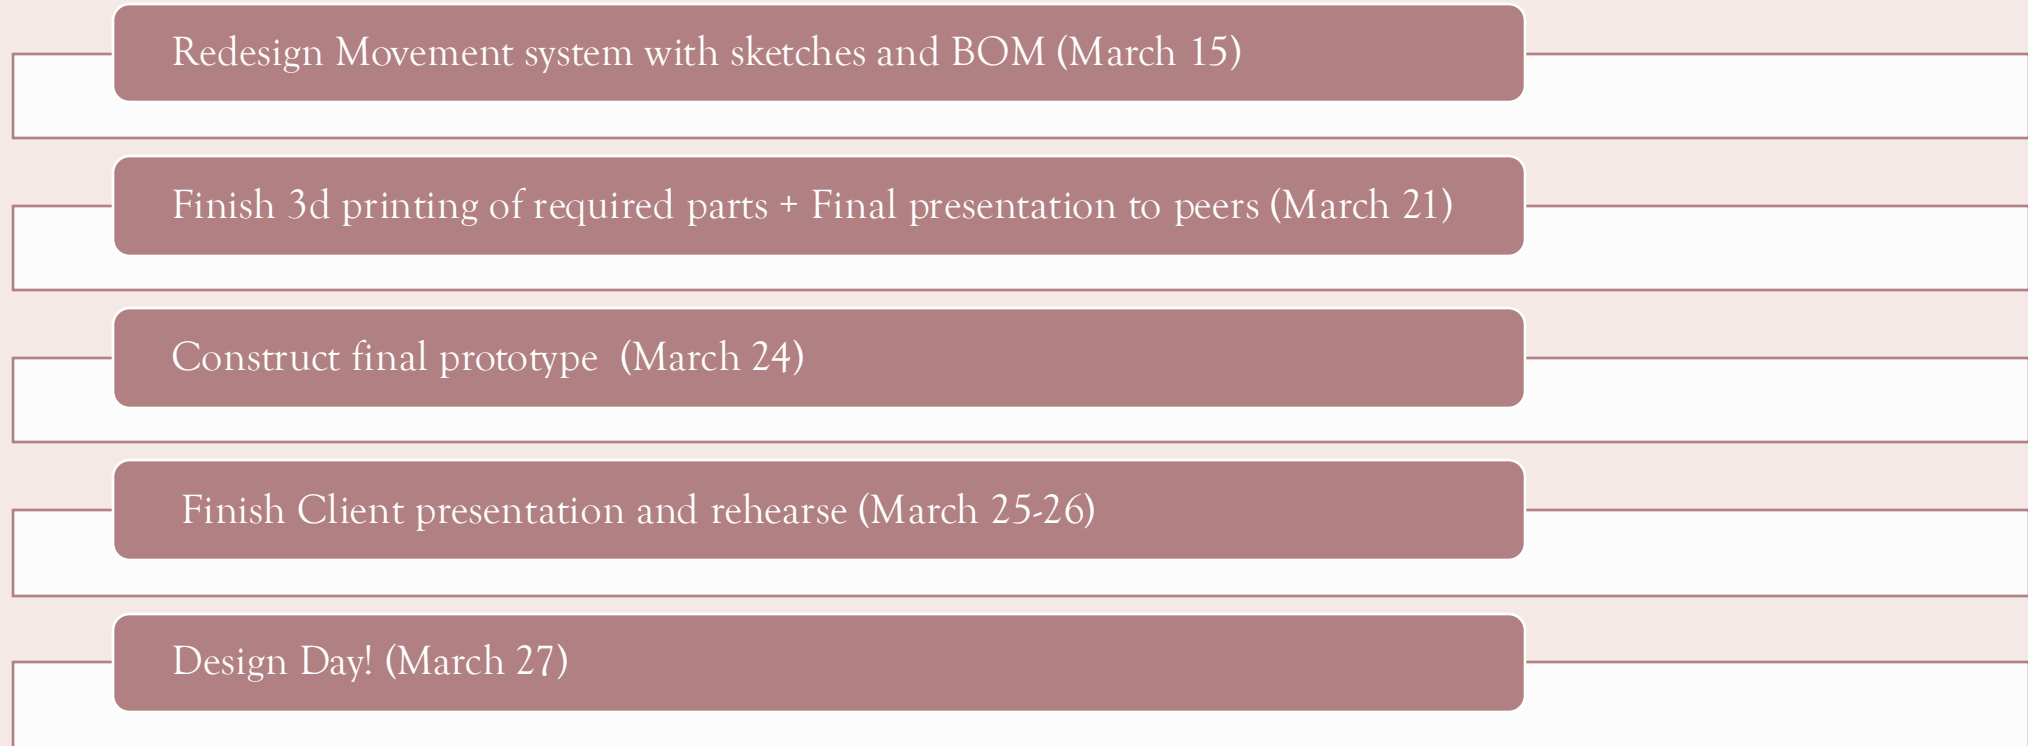 Redesign Movement system with sketches and BOM (March 15)
Finish 3d printing of required parts + Final presentation to peers (March 21)
Construct final prototype  (March 24)
Finish Client presentation and rehearse (March 25-26)
Design Day! (March 27)